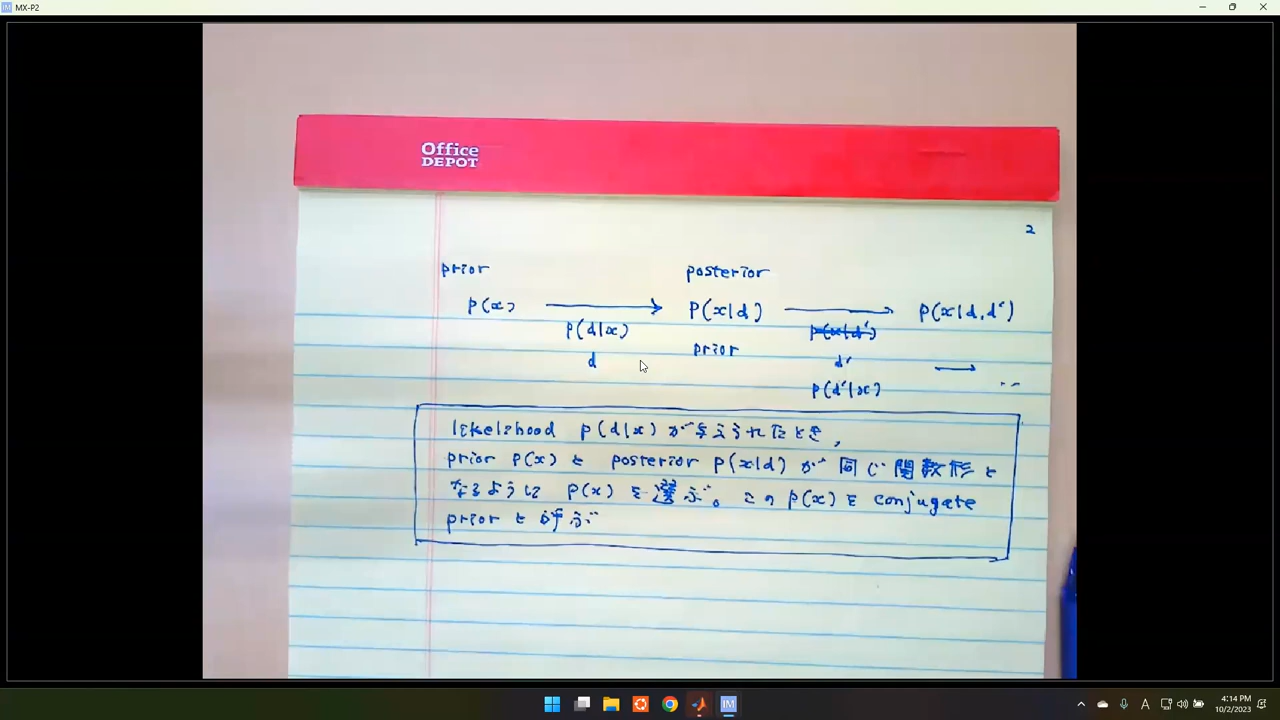 MX-P2
Office
DEPOT
2
prior posterior
p(x) p(x|d) p(x|d,d')
p(d|x) p(x|d')
prior
d d'
p(d'|x) ...
likelihood p(d|x) が与えられたとき,
prior p(x) と posterior p(x|d) が 同じ関数形と
なるように p(x) を選ぶ。この p(x) を conjugate
prior と呼ぶ
4:14 PM
10/2/2023